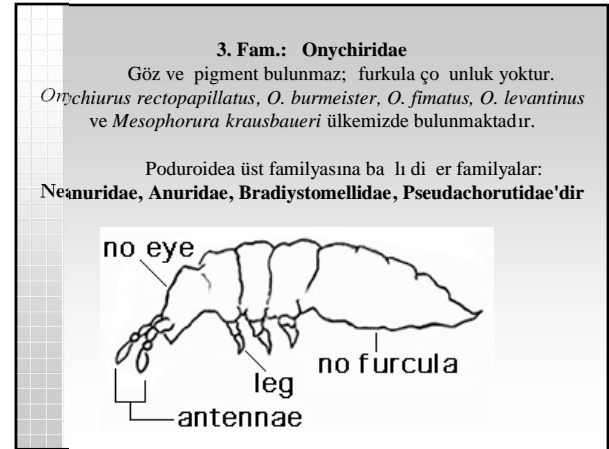 3. Fam.: Onychiridae
Göz ve pigment bulunmaz; furkula ço unluk yoktur.
Onychiurus rectopapillatus, O. burmeister, O. fimatus, O. levantinus
ve Mesophorura krausbaueri ülkemizde bulunmaktadır.
Poduroidea üst familyasına ba lı di er familyalar:
Neanuridae, Anuridae, Bradiystomellidae, Pseudachorutidae'dir
no eye
no furcula
leg
antennae